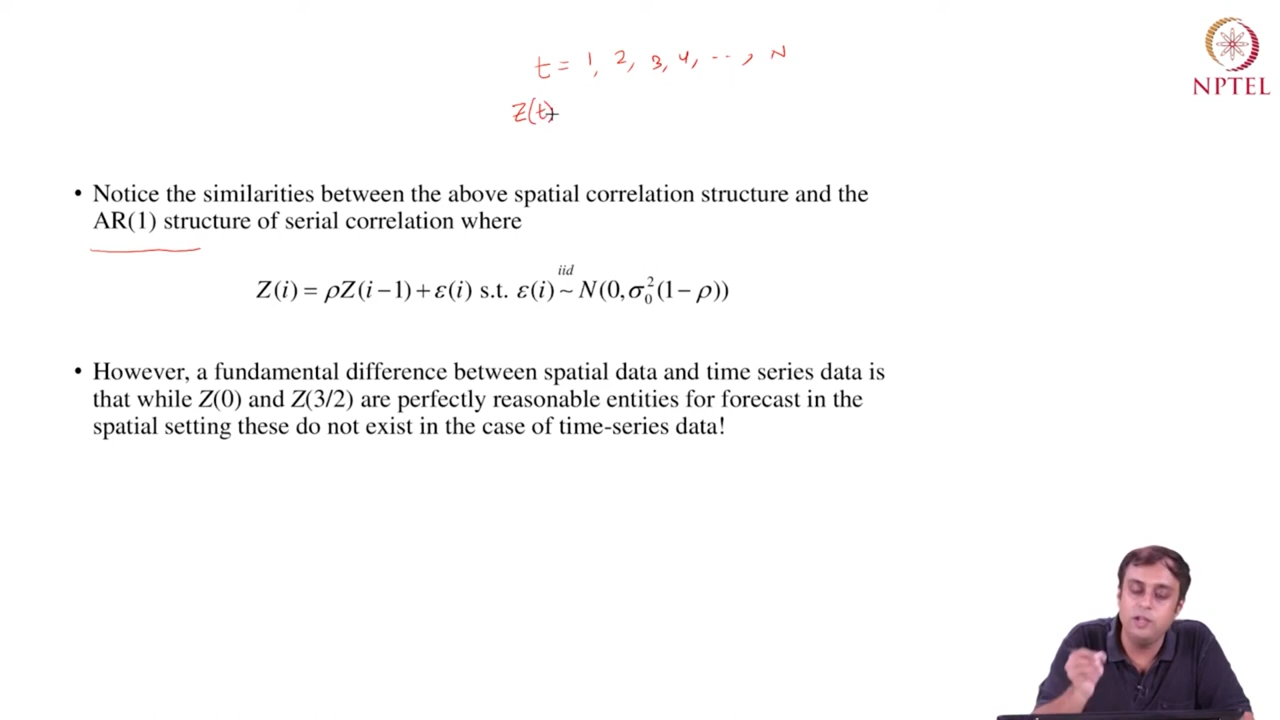 t = 1, 2, 3, 4, ..., N
Z(t)
NPTEL
• Notice the similarities between the above spatial correlation structure and the
AR(1) structure of serial correlation where
Z(i) = ρZ(i−1) + ε(i) s.t. ε(i) iid ~ N(0, σ₀²(1−ρ))
• However, a fundamental difference between spatial data and time series data is
that while Z(0) and Z(3/2) are perfectly reasonable entities for forecast in the
spatial setting these do not exist in the case of time-series data!